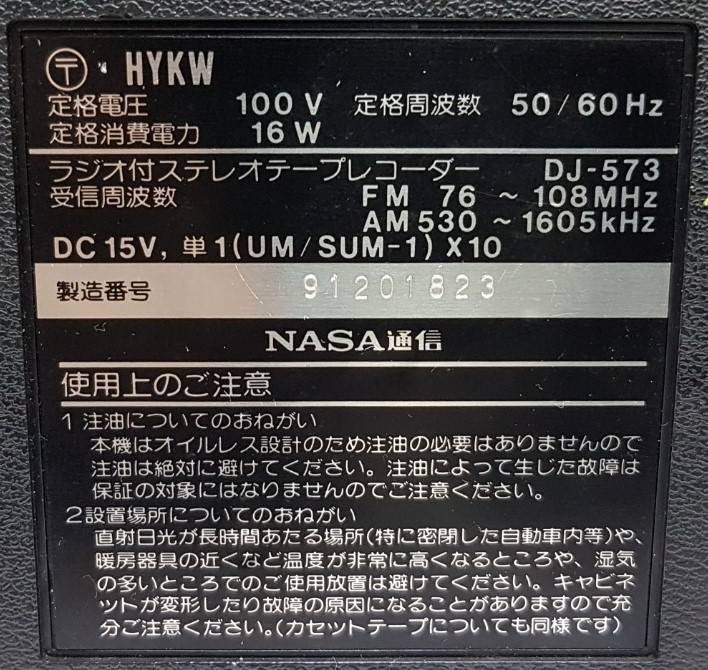 〒 HYKW
定格電圧 100 V 定格周波数 50/60 Hz
定格消費電力 16 W
ラジオ付ステレオテープレコーダー DJ-573
受信周波数 FM 76 ~ 108MHz
AM 530 ~ 1605kHz
DC 15V, 単1(UM/SUM-1) X10
製造番号 91201823
NASA通信
使用上のご注意
1 注油についてのおねがい
本機はオイルレス設計のため注油の必要はありませんので
注油は絶対に避けてください。注油によって生じた故障は
保証の対象にはなりませんのでご注意ください。
2設置場所についてのおねがい
直射日光が長時間あたる場所(特に密閉した自動車内等)や、
暖房器具の近くなど温度が非常に高くなるところや、湿気
の多いところでのご使用放置は避けてください。キャビネ
ットが変形したり故障の原因になることがありますので充
分ご注意ください。(カセットテープについても同様です)